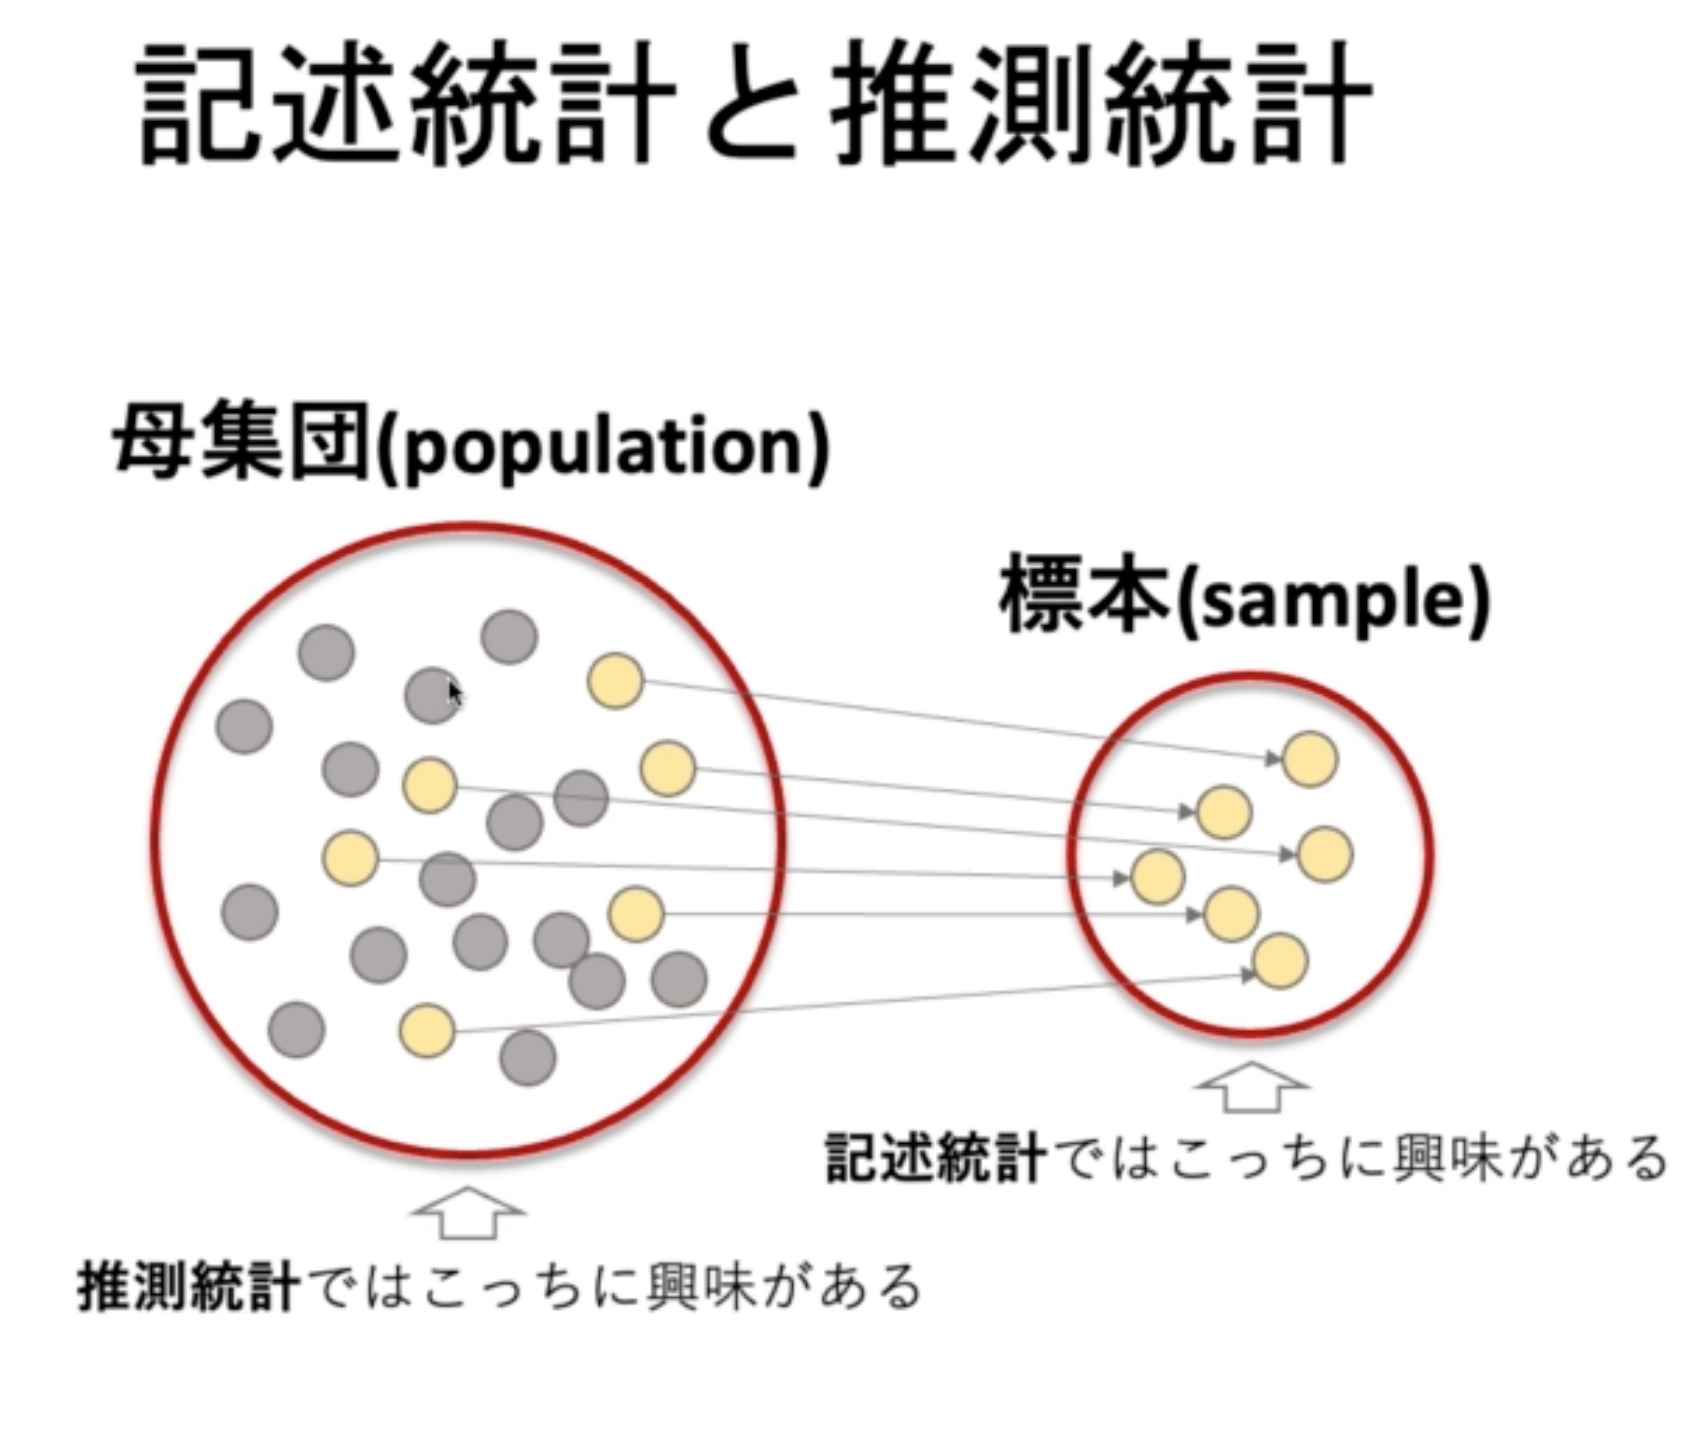 記述統計と推測統計
母集団(population)
標本(sample)
記述統計ではこっちに興味がある
推測統計ではこっちに興味がある